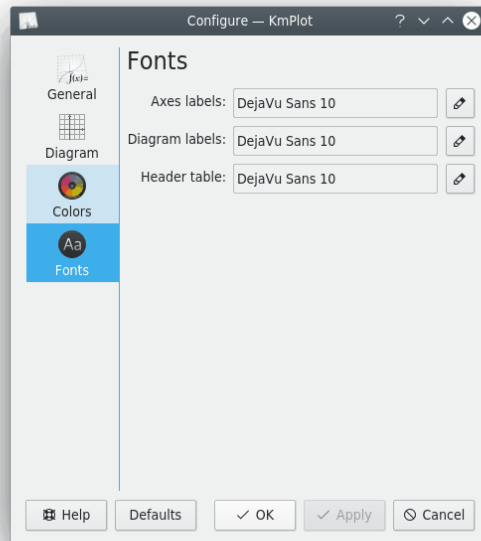 Configure — KmPlot
f(x)=
General
Diagram
Colors
Aa
Fonts
Fonts
Axes labels: DejaVu Sans 10
Diagram labels: DejaVu Sans 10
Header table: DejaVu Sans 10
Help Defaults OK Apply Cancel